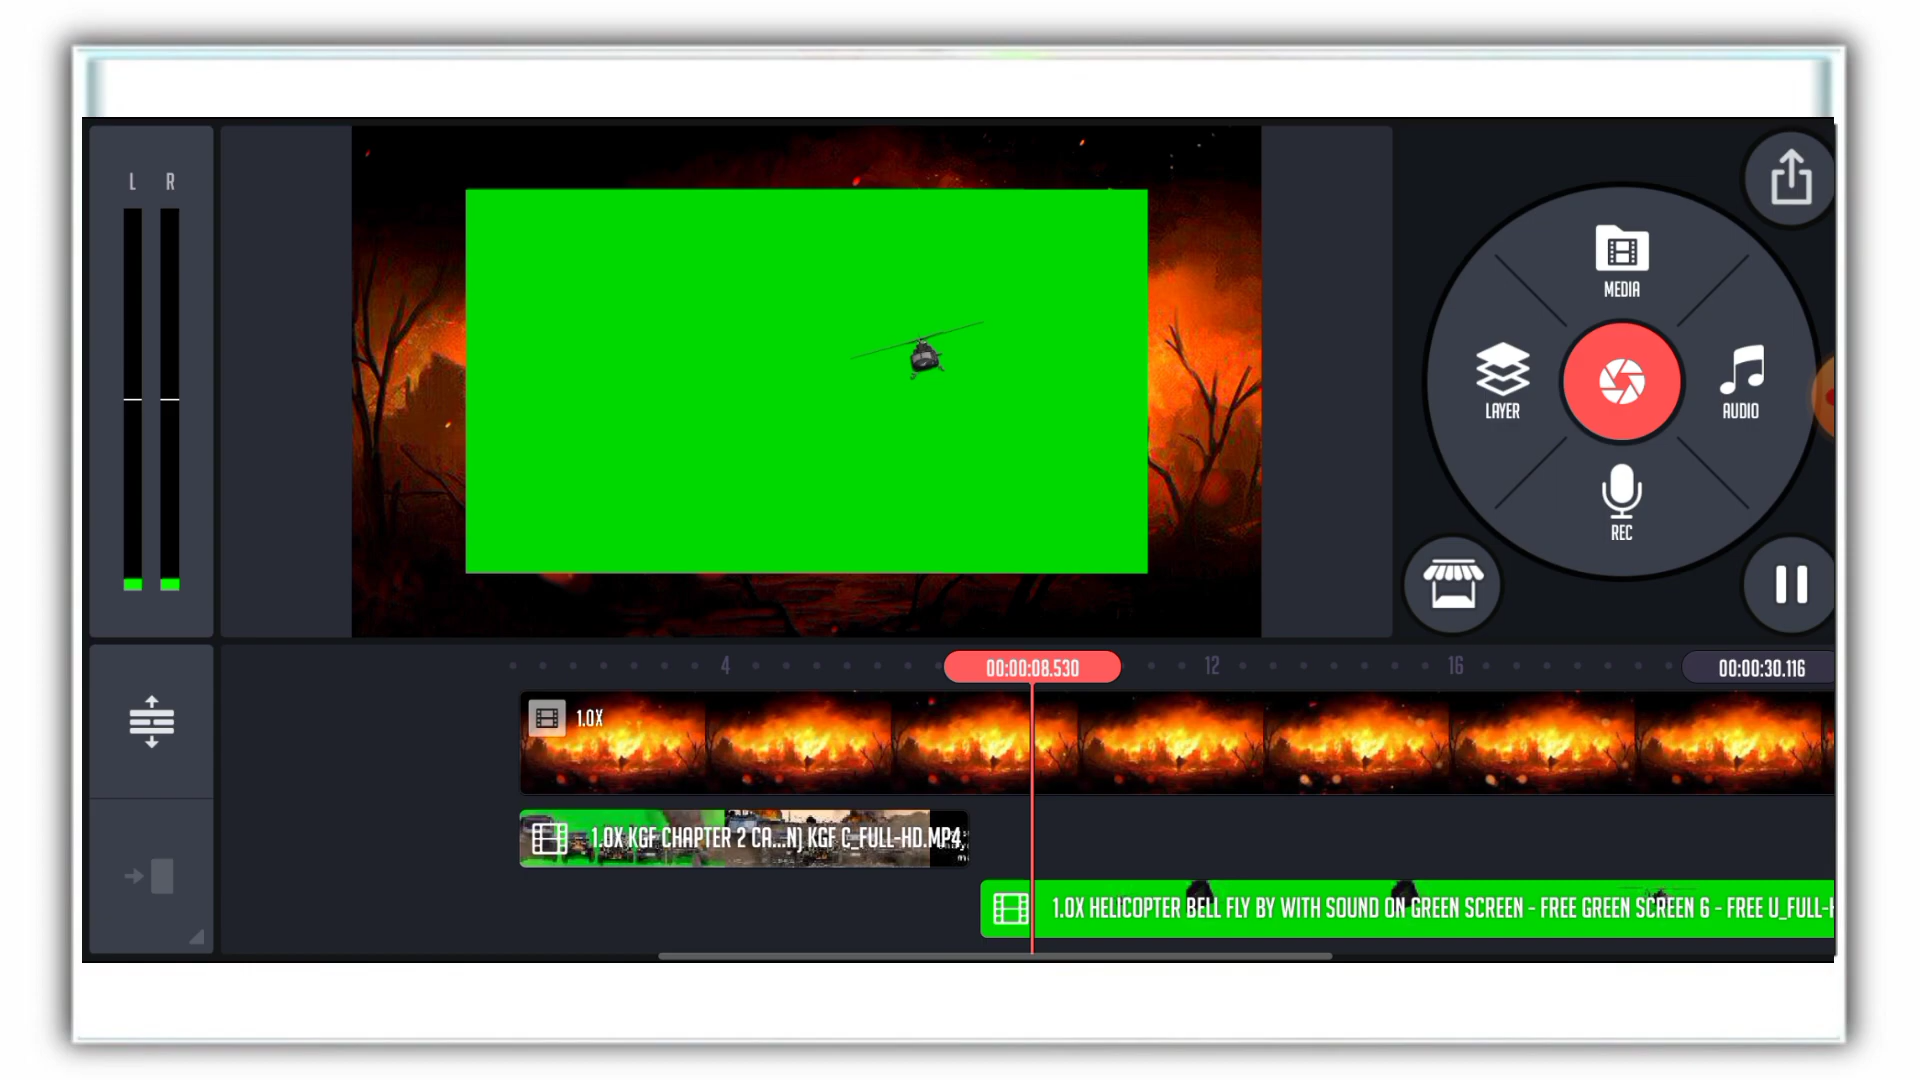 L R
MEDIA
LAYER
AUDIO
REC
4
00:00:08.530
12
16
00:00:30.116
1.0X
1.0X KGF CHAPTER 2 CA...N) KGF C_FULL-HD.MP4
1.0X HELICOPTER BELL FLY BY WITH SOUND ON GREEN SCREEN - FREE GREEN SCREEN 6 - FREE U_FULL-H